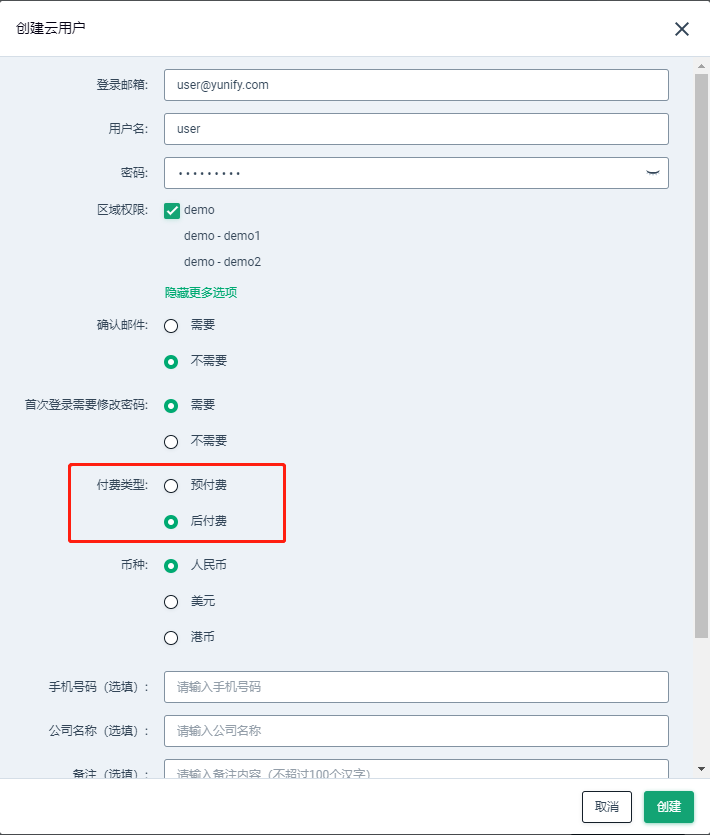 创建云用户
登录邮箱: user@yunify.com
用户名: user
密码: •••••••••
区域权限: demo
demo - demo1
demo - demo2
隐藏更多选项
确认邮件: 需要
不需要
首次登录需要修改密码: 需要
不需要
付费类型: 预付费
后付费
币种: 人民币
美元
港币
手机号码（选填）: 请输入手机号码
公司名称（选填）: 请输入公司名称
备注（选填）: 请输入备注内容（不超过100个汉字）
取消 创建